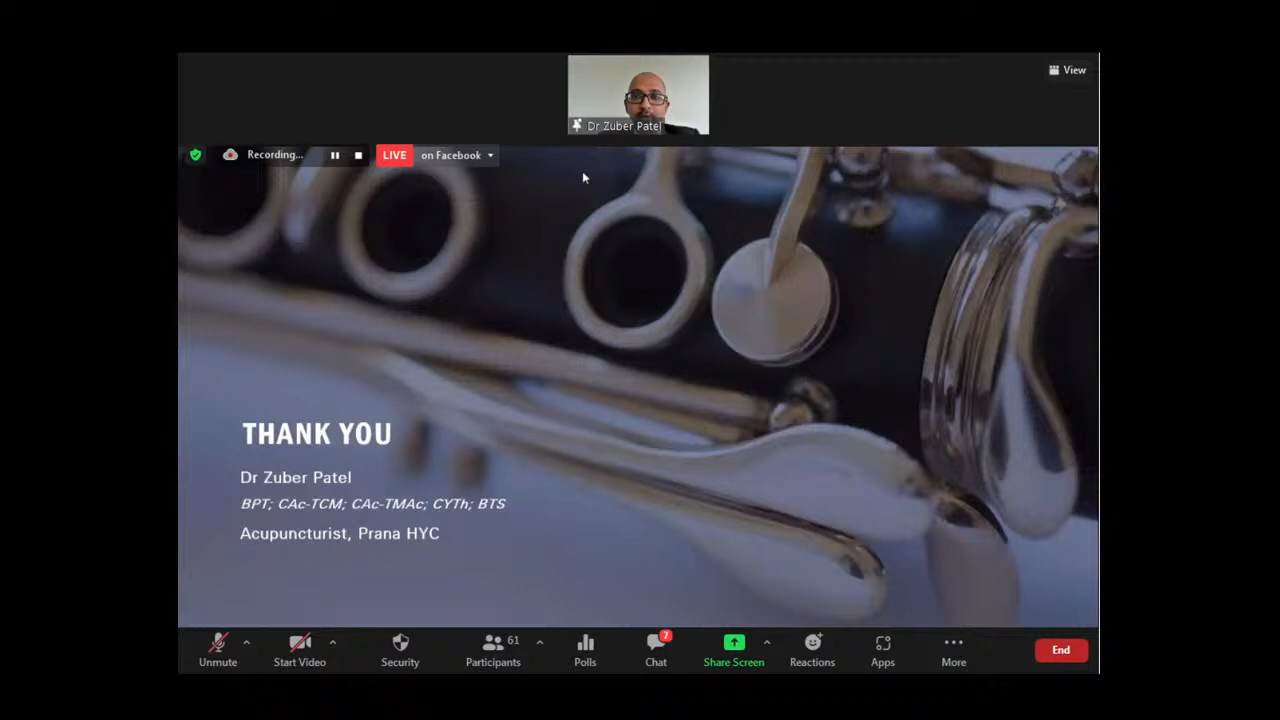 View
Dr Zuber Patel
Recording...
LIVE on Facebook
THANK YOU
Dr Zuber Patel
BPT; CAc-TCM; CAc-TMAc; CYTh; BTS
Acupuncturist, Prana HYC
61
7
Unmute Start Video Security Participants Polls Chat Share Screen Reactions Apps More End